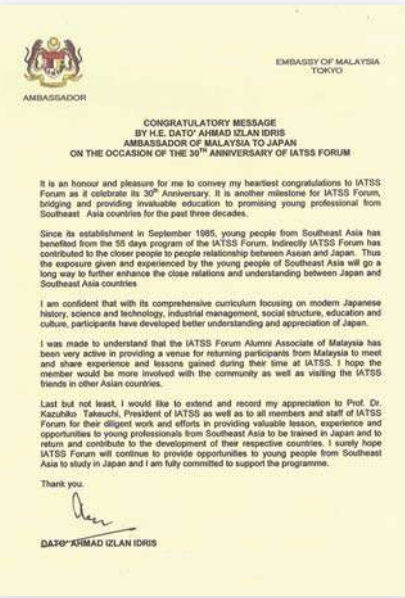 EMBASSY OF MALAYSIA
TOKYO
AMBASSADOR
CONGRATULATORY MESSAGE
BY H.E. DATO' AHMAD IZLAN IDRIS
AMBASSADOR OF MALAYSIA TO JAPAN
ON THE OCCASION OF THE 30TH ANNIVERSARY OF IATSS FORUM
It is an honour and pleasure for me to convey my heartiest congratulations to IATSS
Forum as it celebrate its 30th Anniversary. It is another milestone for IATSS Forum,
bridging and providing invaluable education to promising young professional from
Southeast Asia countries for the past three decades.
Since its establishment in September 1985, young people from Southeast Asia has
benefited from the 55 days program of the IATSS Forum. Indirectly IATSS Forum has
contributed to the closer people to people relationship between Asean and Japan. Thus
the exposure given and experienced by the young people of Southeast Asia will go a
long way to further enhance the close relations and understanding between Japan and
Southeast Asia countries
I am confident that with its comprehensive curriculum focusing on modern Japanese
history, science and technology, industrial management, social structure, education and
culture, participants have developed better understanding and appreciation of Japan.
I was made to understand that the IATSS Forum Alumni Associate of Malaysia has
been very active in providing a venue for returning participants from Malaysia to meet
and share experience and lessons gained during their time at IATSS. I hope the
member would be more involved with the community as well as visiting the IATSS
friends in other Asian countries.
Last but not least, I would like to extend and record my appreciation to Prof. Dr.
Kazuhiko Takeuchi, President of IATSS as well as to all members and staff of IATSS
Forum for their diligent work and efforts in providing valuable lesson, experience and
opportunities to young professionals from Southeast Asia to be trained in Japan and to
return and contribute to the development of their respective countries. I surely hope
IATSS Forum will continue to provide opportunities to young people from Southeast
Asia to study in Japan and I am fully committed to support the programme.
Thank you.
DATO' AHMAD IZLAN IDRIS